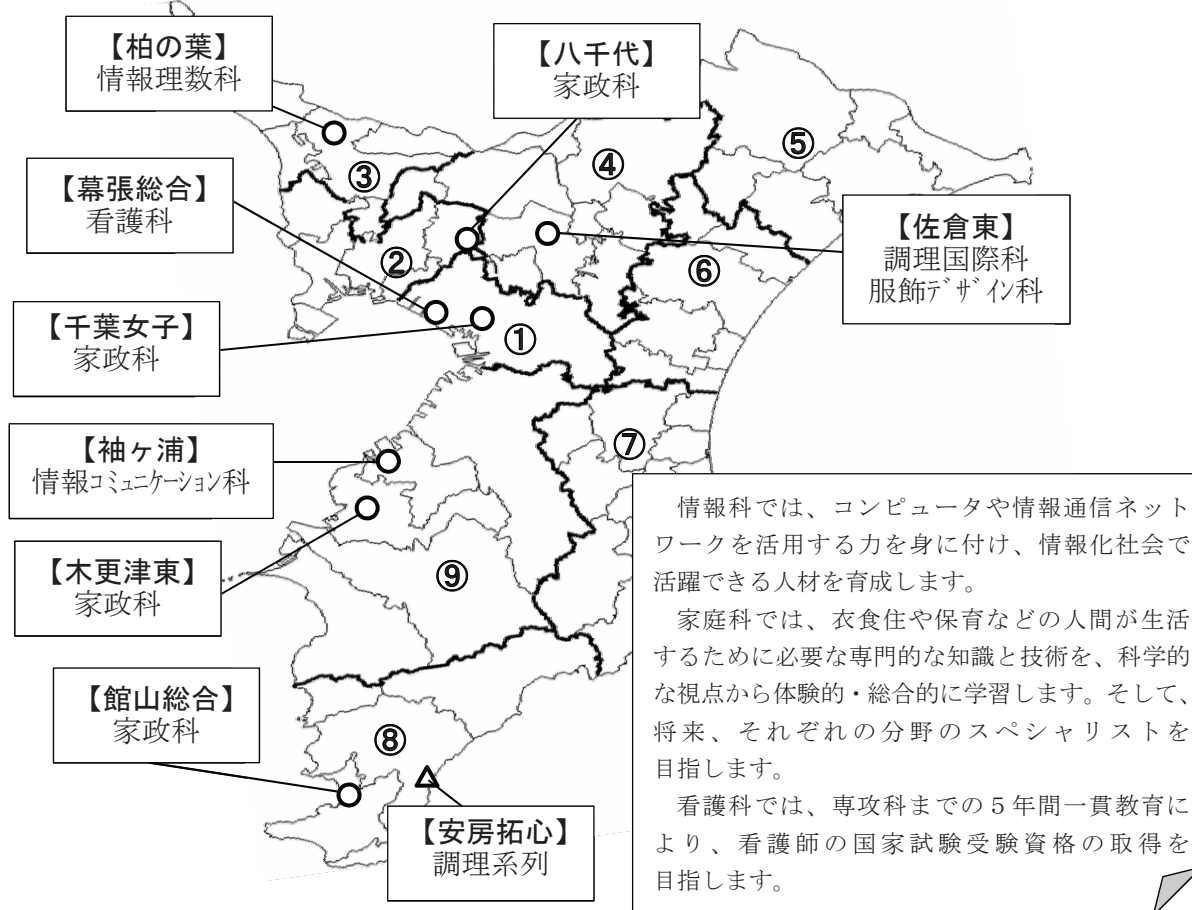 【柏の葉】
情報理数科
【八千代】
家政科
【幕張総合】
看護科
【佐倉東】
調理国際科
服飾デザイン科
【千葉女子】
家政科
【袖ヶ浦】
情報コミュニケーション科
【木更津東】
家政科
【館山総合】
家政科
【安房拓心】
調理系列
①
②
③
④
⑤
⑥
⑦
⑧
⑨
情報科では、コンピュータや情報通信ネット
ワークを活用する力を身に付け、情報化社会で
活躍できる人材を育成します。
家庭科では、衣食住や保育などの人間が生活
するために必要な専門的な知識と技術を、科学的
な視点から体験的・総合的に学習します。そして、
将来、それぞれの分野のスペシャリストを
目指します。
看護科では、専攻科までの５年間一貫教育に
より、看護師の国家試験受験資格の取得を
目指します。